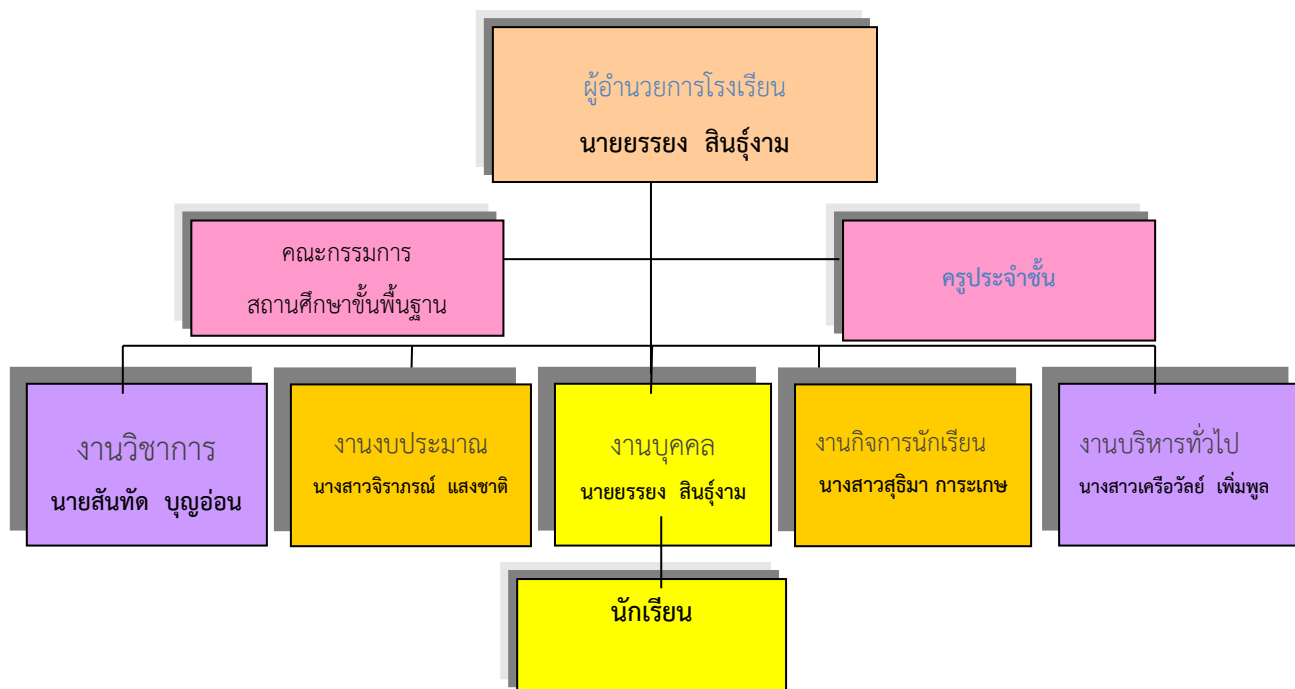 ผู้อำนวยการโรงเรียน
นายยรรยง สินธุ์งาม
คณะกรรมการ
สถานศึกษาขั้นพื้นฐาน
ครูประจำชั้น
งานวิชาการ
นายสันทัด บุญอ่อน
งานงบประมาณ
นางสาวจิราภรณ์ แสงชาติ
งานบุคคล
นายยรรยง สินธุ์งาม
งานกิจการนักเรียน
นางสาวสุธิมา การะเกษ
งานบริหารทั่วไป
นางสาวเครือวัลย์ เพิ่มพูล
นักเรียน